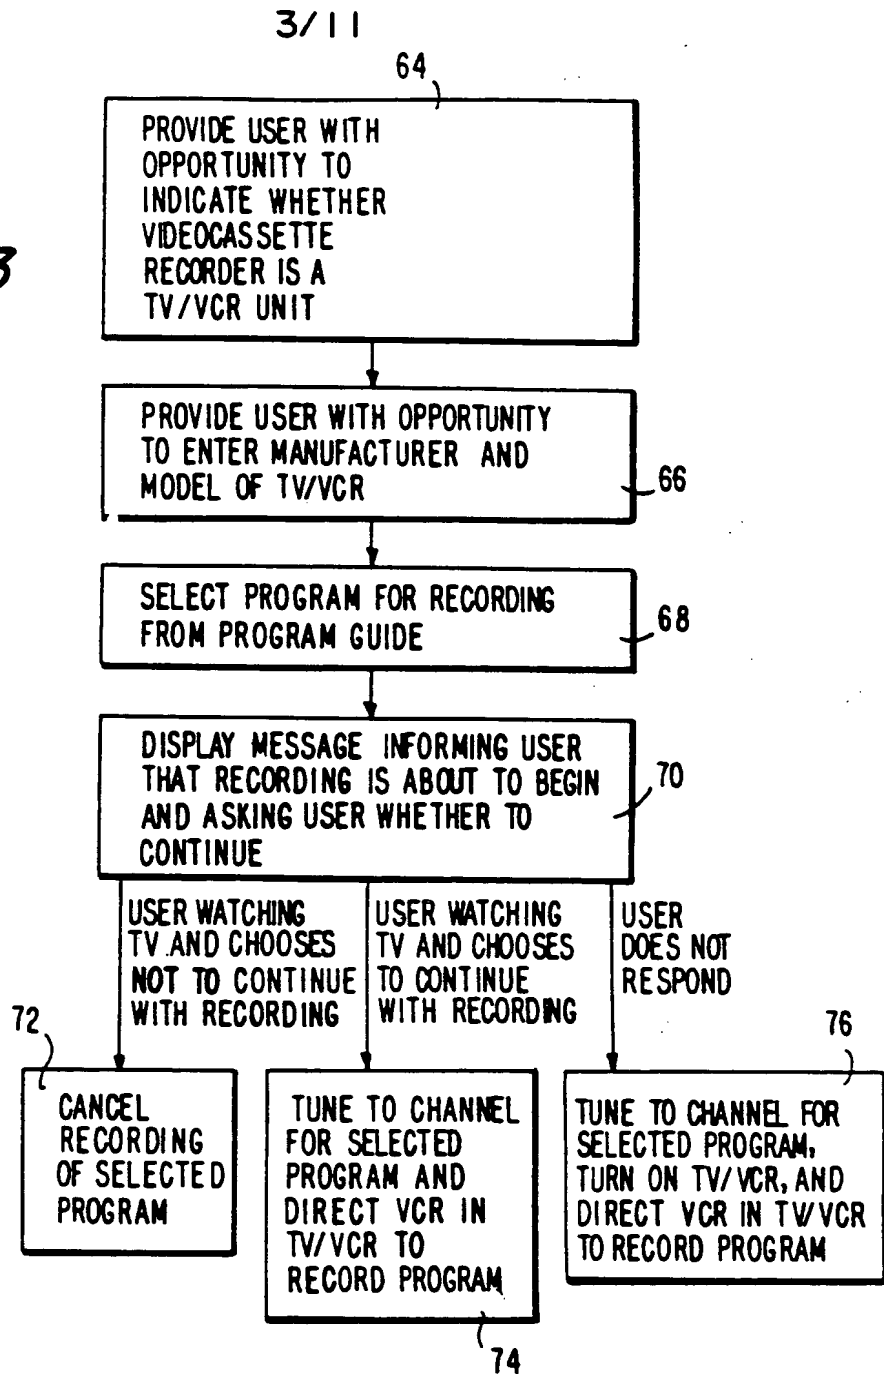 3/11
64
PROVIDE USER WITH
OPPORTUNITY TO
INDICATE WHETHER
VIDEOCASSETTE
RECORDER IS A
TV/VCR UNIT
3
PROVIDE USER WITH OPPORTUNITY
TO ENTER MANUFACTURER AND
MODEL OF TV/VCR
66
SELECT PROGRAM FOR RECORDING
FROM PROGRAM GUIDE
68
DISPLAY MESSAGE INFORMING USER
THAT RECORDING IS ABOUT TO BEGIN
AND ASKING USER WHETHER TO
CONTINUE
70
USER WATCHING
TV AND CHOOSES
NOT TO CONTINUE
WITH RECORDING
USER WATCHING
TV AND CHOOSES
TO CONTINUE
WITH RECORDING
USER
DOES NOT
RESPOND
72
CANCEL
RECORDING
OF SELECTED
PROGRAM
TUNE TO CHANNEL
FOR SELECTED
PROGRAM AND
DIRECT VCR IN
TV/VCR TO
RECORD PROGRAM
74
76
TUNE TO CHANNEL FOR
SELECTED PROGRAM,
TURN ON TV/VCR, AND
DIRECT VCR IN TV/VCR
TO RECORD PROGRAM